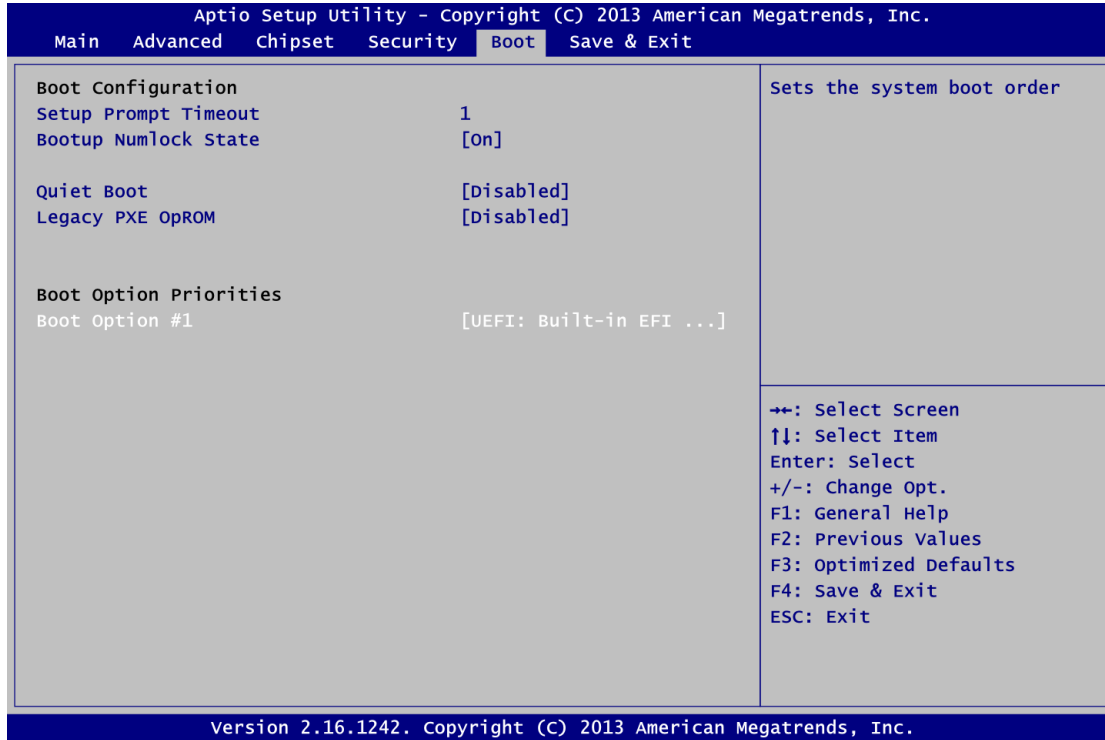 Aptio Setup Utility - Copyright (C) 2013 American Megatrends, Inc.
Main Advanced Chipset Security Boot Save & Exit
Boot Configuration
Setup Prompt Timeout 1
Bootup Numlock State [On]
Quiet Boot [Disabled]
Legacy PXE OpROM [Disabled]
Boot Option Priorities
Boot Option #1 [UEFI: Built-in EFI ...]
Sets the system boot order
→←: Select Screen
↑↓: Select Item
Enter: Select
+/-: Change Opt.
F1: General Help
F2: Previous Values
F3: Optimized Defaults
F4: Save & Exit
ESC: Exit
Version 2.16.1242. Copyright (C) 2013 American Megatrends, Inc.